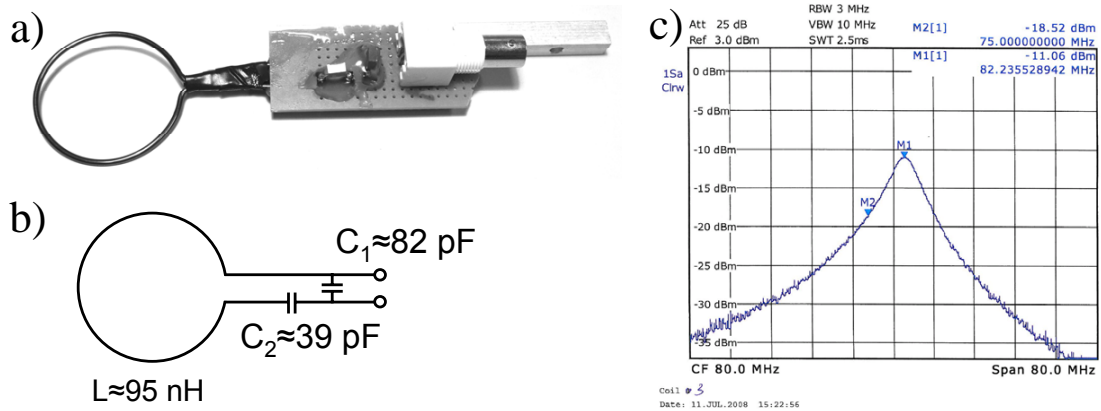 a)
b)
C₁≈82 pF
C₂≈39 pF
L≈95 nH
c)
RBW 3 MHz
Att 25 dB VBW 10 MHz M2[1] -18.52 dBm
Ref 3.0 dBm SWT 2.5ms 75.000000000 MHz
M1[1] -11.06 dBm
82.235528942 MHz
1Sa
Clrw
0 dBm
-5 dBm
-10 dBm
M1
-15 dBm
M2
-20 dBm
-25 dBm
-30 dBm
-35 dBm
CF 80.0 MHz Span 80.0 MHz
Coil #3
Date: 11.JUL.2008 15:22:56